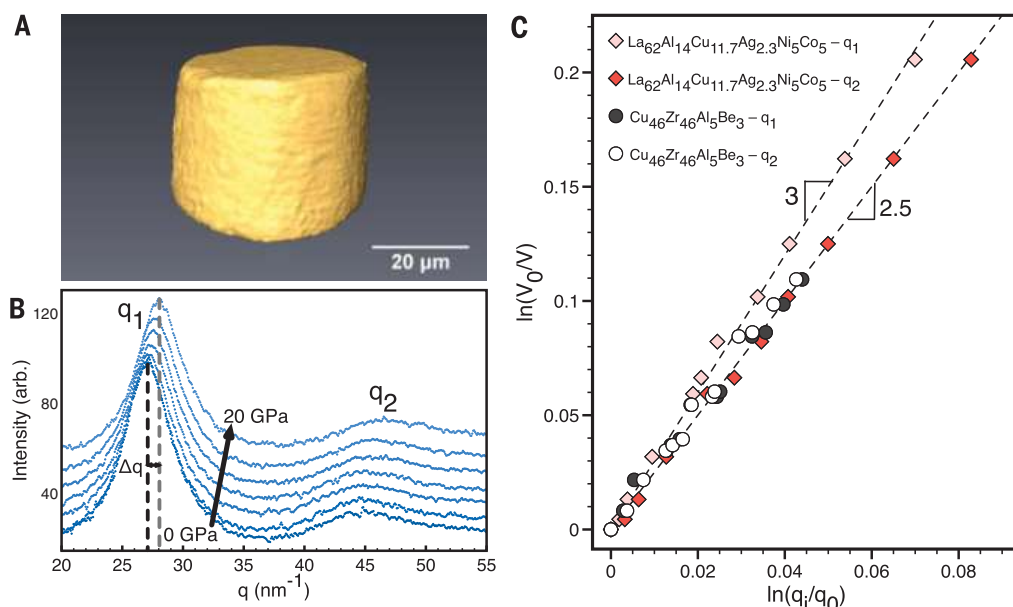 A
20 µm
B
Intensity (arb.)
120
80
40
q1
q2
20 GPa
Δq
0 GPa
20 25 30 35 40 45 50 55
q (nm-1)
C
La62Al14Cu11.7Ag2.3Ni5Co5 – q1
La62Al14Cu11.7Ag2.3Ni5Co5 – q2
Cu46Zr46Al5Be3 – q1
Cu46Zr46Al5Be3 – q2
3
2.5
ln(V0/V)
0.2
0.15
0.1
0.05
0
0 0.02 0.04 0.06 0.08
ln(qi/q0)